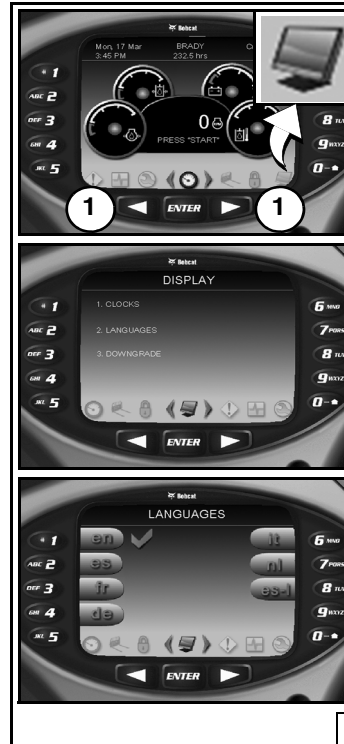 Bobcat
Mon, 17 Mar BRADY
3:45 PM 232.5 hrs
1
ABC 2
DEF 3
GHI 4
JKL 5
8
9 WXYZ
0
0
PRESS "START"
1 ENTER 1
Bobcat
DISPLAY
1. CLOCKS
2. LANGUAGES
3. DOWNGRADE
1
ABC 2
DEF 3
GHI 4
JKL 5
6 MNO
7 PQRS
8
9 WXYZ
0
ENTER
Bobcat
LANGUAGES
en it
es nl
fr es-i
de
1
ABC 2
DEF 3
GHI 4
JKL 5
6 MNO
7 PQRS
8
9 WXYZ
0
ENTER